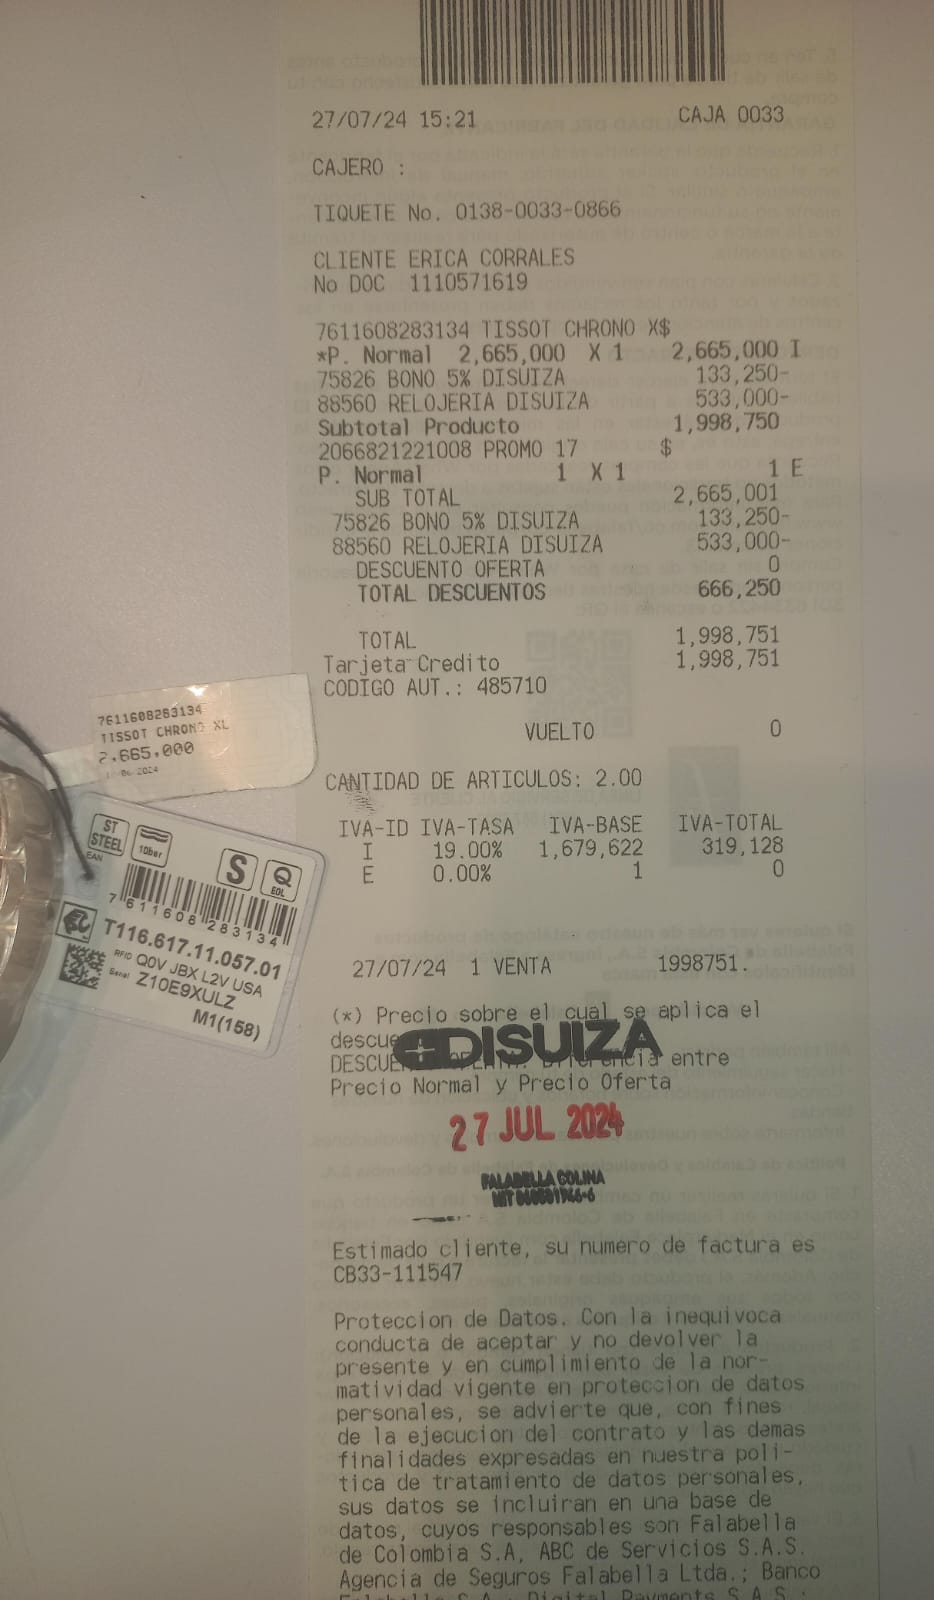 27/07/24 15:21 CAJA 0033
CAJERO :
TIQUETE No. 0138-0033-0866
CLIENTE ERICA CORRALES
No DOC 1110571619
7611608283134 TISSOT CHRONO X$
*P. Normal 2,665,000 X 1 2,665,000 I
75826 BONO 5% DISUIZA 133,250-
88560 RELOJERIA DISUIZA 533,000-
Subtotal Producto 1,998,750
2066821221008 PROMO 17 $
P. Normal 1 X 1 1 E
SUB TOTAL 2,665,001
75826 BONO 5% DISUIZA 133,250-
88560 RELOJERIA DISUIZA 533,000-
DESCUENTO OFERTA 0
TOTAL DESCUENTOS 666,250
TOTAL 1,998,751
Tarjeta Credito 1,998,751
CODIGO AUT.: 485710
VUELTO 0
CANTIDAD DE ARTICULOS: 2.00
IVA-ID IVA-TASA IVA-BASE IVA-TOTAL
I 19.00% 1,679,622 319,128
E 0.00% 1 0
27/07/24 1 VENTA 1998751.
(*) Precio sobre el cual se aplica el
descue
DISUIZA
entre
Precio Normal y Precio Oferta
27 JUL 2024
FALABELLA COLINA
Estimado cliente, su numero de factura es
CB33-111547
Proteccion de Datos. Con la inequivoca
conducta de aceptar y no devolver la
presente y en cumplimiento de la nor-
matividad vigente en proteccion de datos
personales, se advierte que, con fines
de la ejecucion del contrato y las demas
finalidades expresadas en nuestra poli-
tica de tratamiento de datos personales,
sus datos se incluiran en una base de
datos, cuyos responsables son Falabella
de Colombia S.A, ABC de Servicios S.A.S.
Agencia de Seguros Falabella Ltda.; Banco
7611608283134
TISSOT CHRONO XL
2,665,000
06 2024
ST STEEL
10bar
EAN
S
Q
EOL
7 611608 283134
T116.617.11.057.01
RFID Q0V JBX L2V USA
Serial Z10E9XULZ
M1(158)